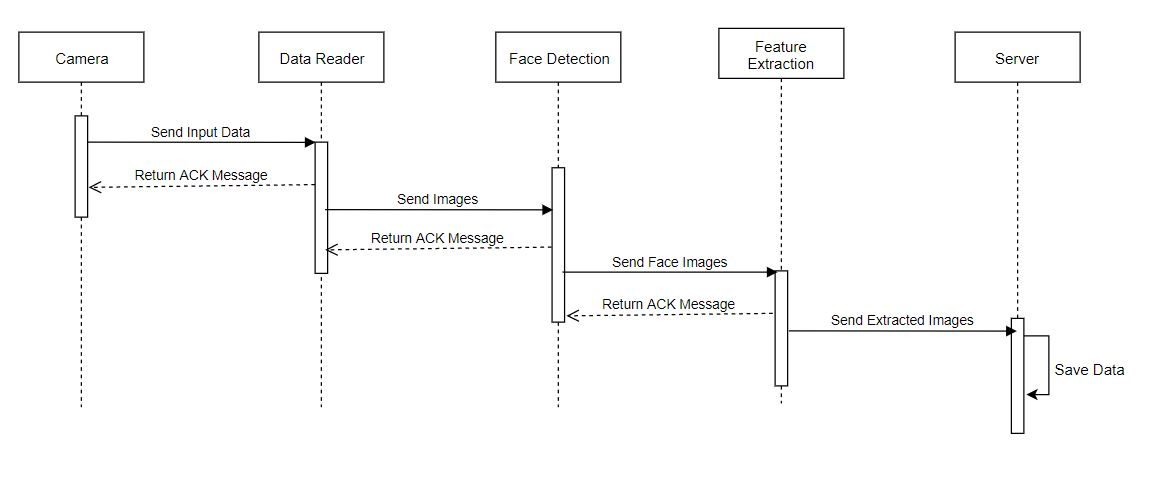 Camera
Data Reader
Face Detection
Feature
Extraction
Server
Send Input Data
Return ACK Message
Send Images
Return ACK Message
Send Face Images
Return ACK Message
Send Extracted Images
Save Data